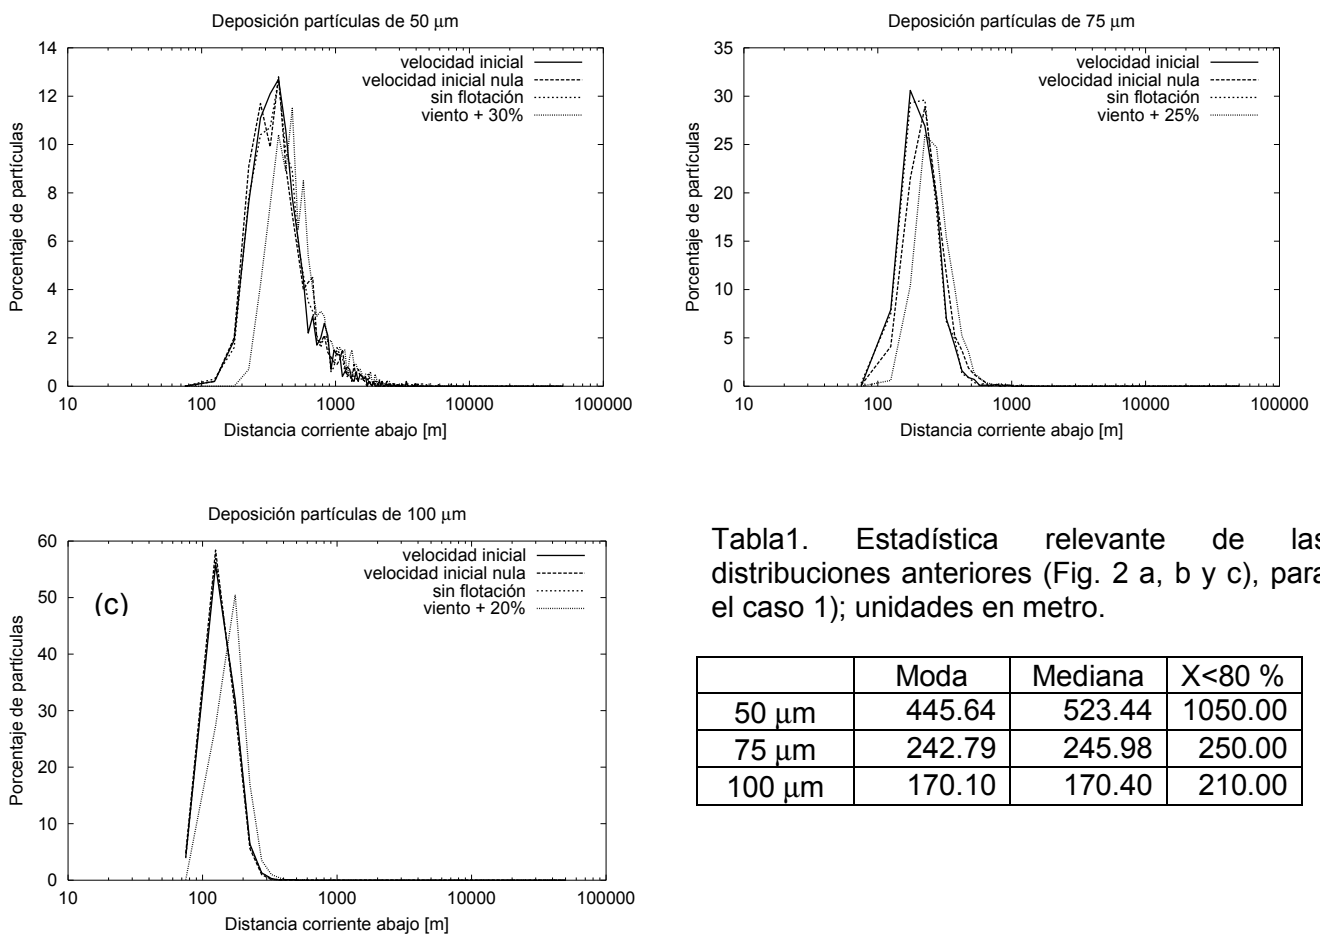 Deposición partículas de 50 μm
14
12
10
8
6
4
2
0
10 100 1000 10000 100000
Porcentaje de partículas
Distancia corriente abajo [m]
velocidad inicial
velocidad inicial nula
sin flotación
viento + 30%
Deposición partículas de 75 μm
35
30
25
20
15
10
5
0
10 100 1000 10000 100000
Porcentaje de partículas
Distancia corriente abajo [m]
velocidad inicial
velocidad inicial nula
sin flotación
viento + 25%
Deposición partículas de 100 μm
60
50
40
30
20
10
0
10 100 1000 10000 100000
Porcentaje de partículas
Distancia corriente abajo [m]
(c)
velocidad inicial
velocidad inicial nula
sin flotación
viento + 20%
Tabla1. Estadística relevante de las
distribuciones anteriores (Fig. 2 a, b y c), para
el caso 1); unidades en metro.
Moda Mediana X<80 %
50 μm 445.64 523.44 1050.00
75 μm 242.79 245.98 250.00
100 μm 170.10 170.40 210.00